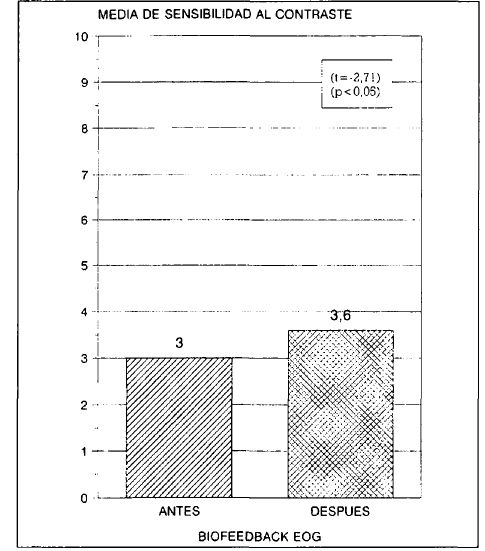 MEDIA DE SENSIBILIDAD AL CONTRASTE
10
9
(t=-2,71)
(p<0,06)
8
7
6
5
4
3,6
3
3
2
1
0
ANTES
DESPUES
BIOFEEDBACK EOG